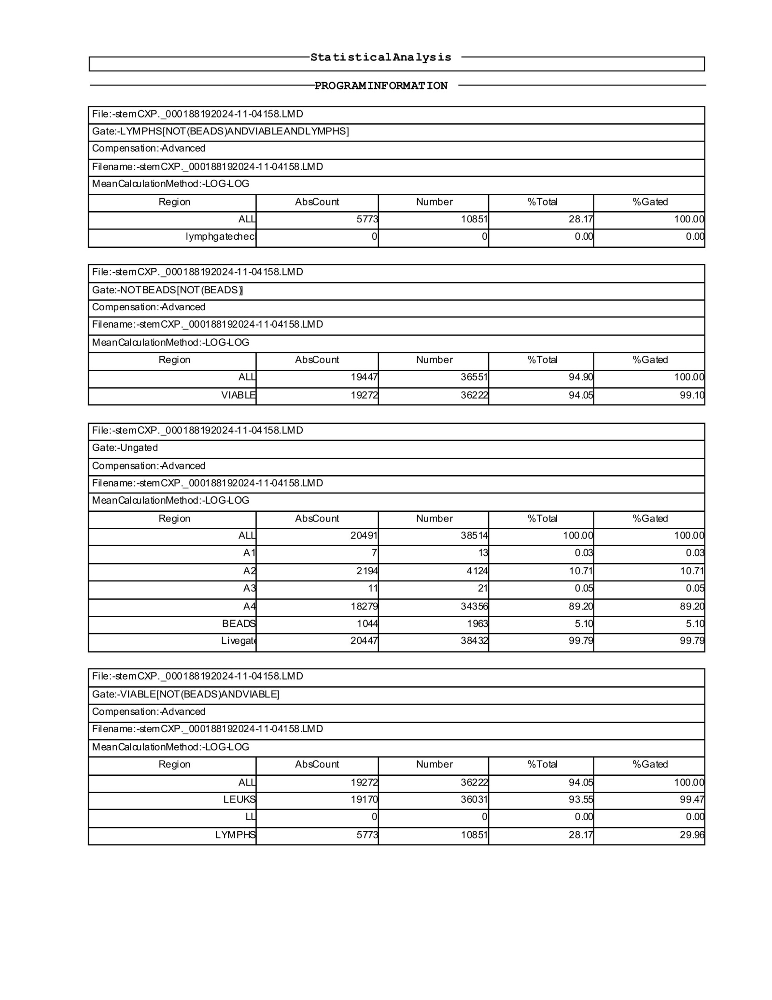 StatisticalAnalysis
PROGRAMINFORMATION
File:-stemCXP._000188192024-11-04158.LMD
Gate:-LYMPHS[NOT(BEADS)ANDVIABLEANDLYMPHS]
Compensation:-Advanced
Filename:-stemCXP._000188192024-11-04158.LMD
MeanCalculationMethod:-LOG-LOG
Region AbsCount Number %Total %Gated
ALL 5773 10851 28.17 100.00
lymphgatechecl 0 0 0.00 0.00
File:-stemCXP._000188192024-11-04158.LMD
Gate:-NOTBEADS[NOT(BEADS)]
Compensation:-Advanced
Filename:-stemCXP._000188192024-11-04158.LMD
MeanCalculationMethod:-LOG-LOG
Region AbsCount Number %Total %Gated
ALL 19447 36551 94.90 100.00
VIABLE 19272 36222 94.05 99.10
File:-stemCXP._000188192024-11-04158.LMD
Gate:-Ungated
Compensation:-Advanced
Filename:-stemCXP._000188192024-11-04158.LMD
MeanCalculationMethod:-LOG-LOG
Region AbsCount Number %Total %Gated
ALL 20491 38514 100.00 100.00
A1 7 13 0.03 0.03
A2 2194 4124 10.71 10.71
A3 11 21 0.05 0.05
A4 18279 34356 89.20 89.20
BEADS 1044 1963 5.10 5.10
Livegate 20447 38432 99.79 99.79
File:-stemCXP._000188192024-11-04158.LMD
Gate:-VIABLE[NOT(BEADS)ANDVIABLE]
Compensation:-Advanced
Filename:-stemCXP._000188192024-11-04158.LMD
MeanCalculationMethod:-LOG-LOG
Region AbsCount Number %Total %Gated
ALL 19272 36222 94.05 100.00
LEUKS 19170 36031 93.55 99.47
LL 0 0 0.00 0.00
LYMPHS 5773 10851 28.17 29.96